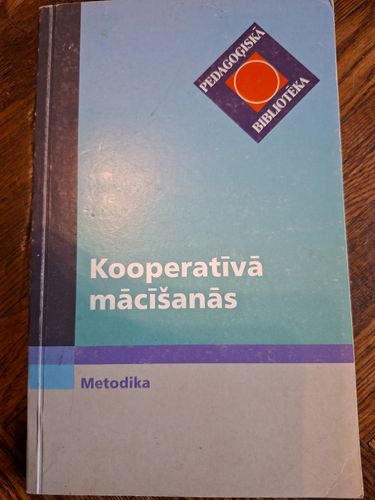 PEDAGOĢISKĀ
BIBLIOTĒKA
Kooperatīvā
mācīšanās
Metodika